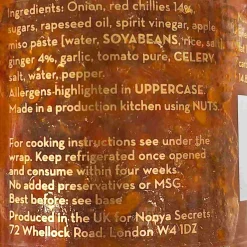 Ingredients: Onion, red chillies 14%,
sugars, rapeseed oil, spirit vinegar, apple
miso paste [water, SOYABEANS, rice, salt
ginger 4%, garlic, tomato pure, CELERY,
salt, water, pepper.
Allergens-highlighted in UPPERCASE.
Made in a production kitchen using NUTS.
For cooking instructions see under the
wrap. Keep refrigerated once opened
and consume within four weeks.
No added preservatives or MSG.
Best before: see base
Produced in the UK for Nonya Secrets
72 Whellock Road, London W4 1DZ